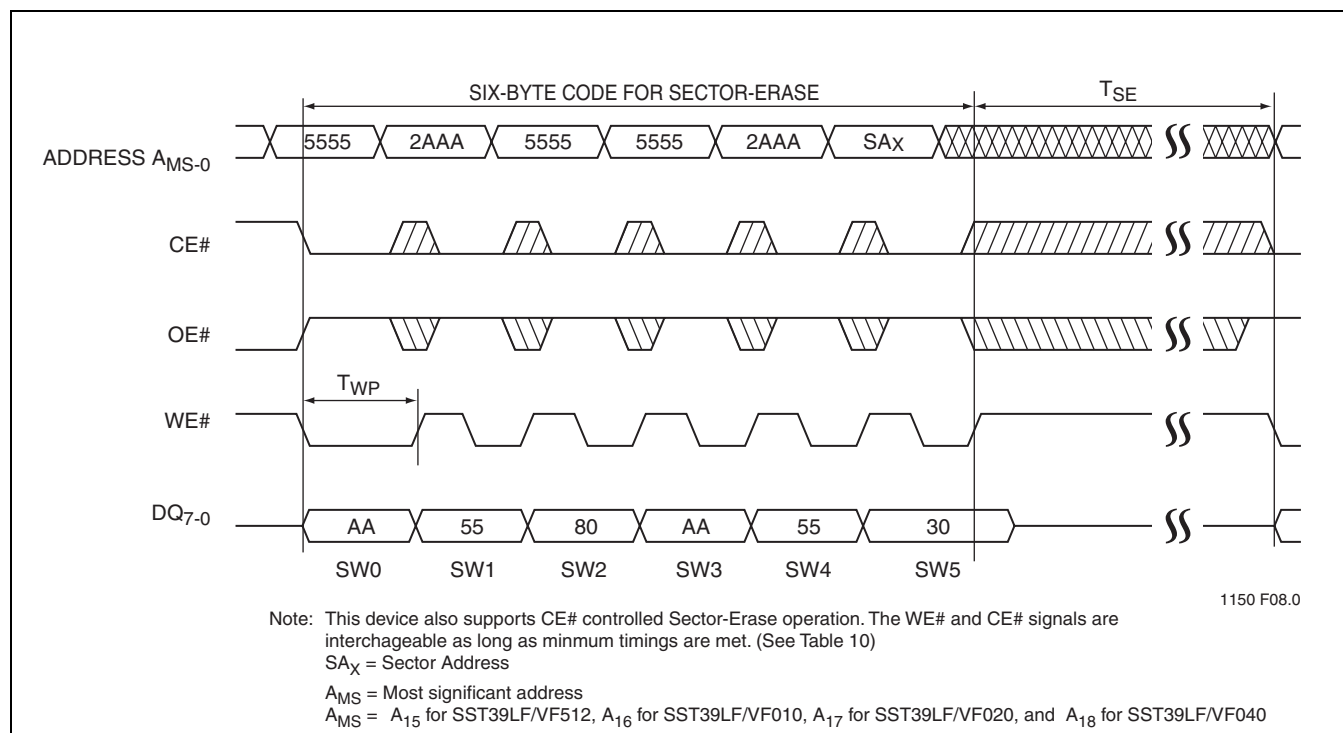 SIX-BYTE CODE FOR SECTOR-ERASE
TSE
ADDRESS AMS-0
5555 2AAA 5555 5555 2AAA SAX
CE#
OE#
TWP
WE#
DQ7-0
AA 55 80 AA 55 30
SW0 SW1 SW2 SW3 SW4 SW5
1150 F08.0
Note: This device also supports CE# controlled Sector-Erase operation. The WE# and CE# signals are
interchageable as long as minmum timings are met. (See Table 10)
SAX = Sector Address
AMS = Most significant address
AMS = A15 for SST39LF/VF512, A16 for SST39LF/VF010, A17 for SST39LF/VF020, and A18 for SST39LF/VF040